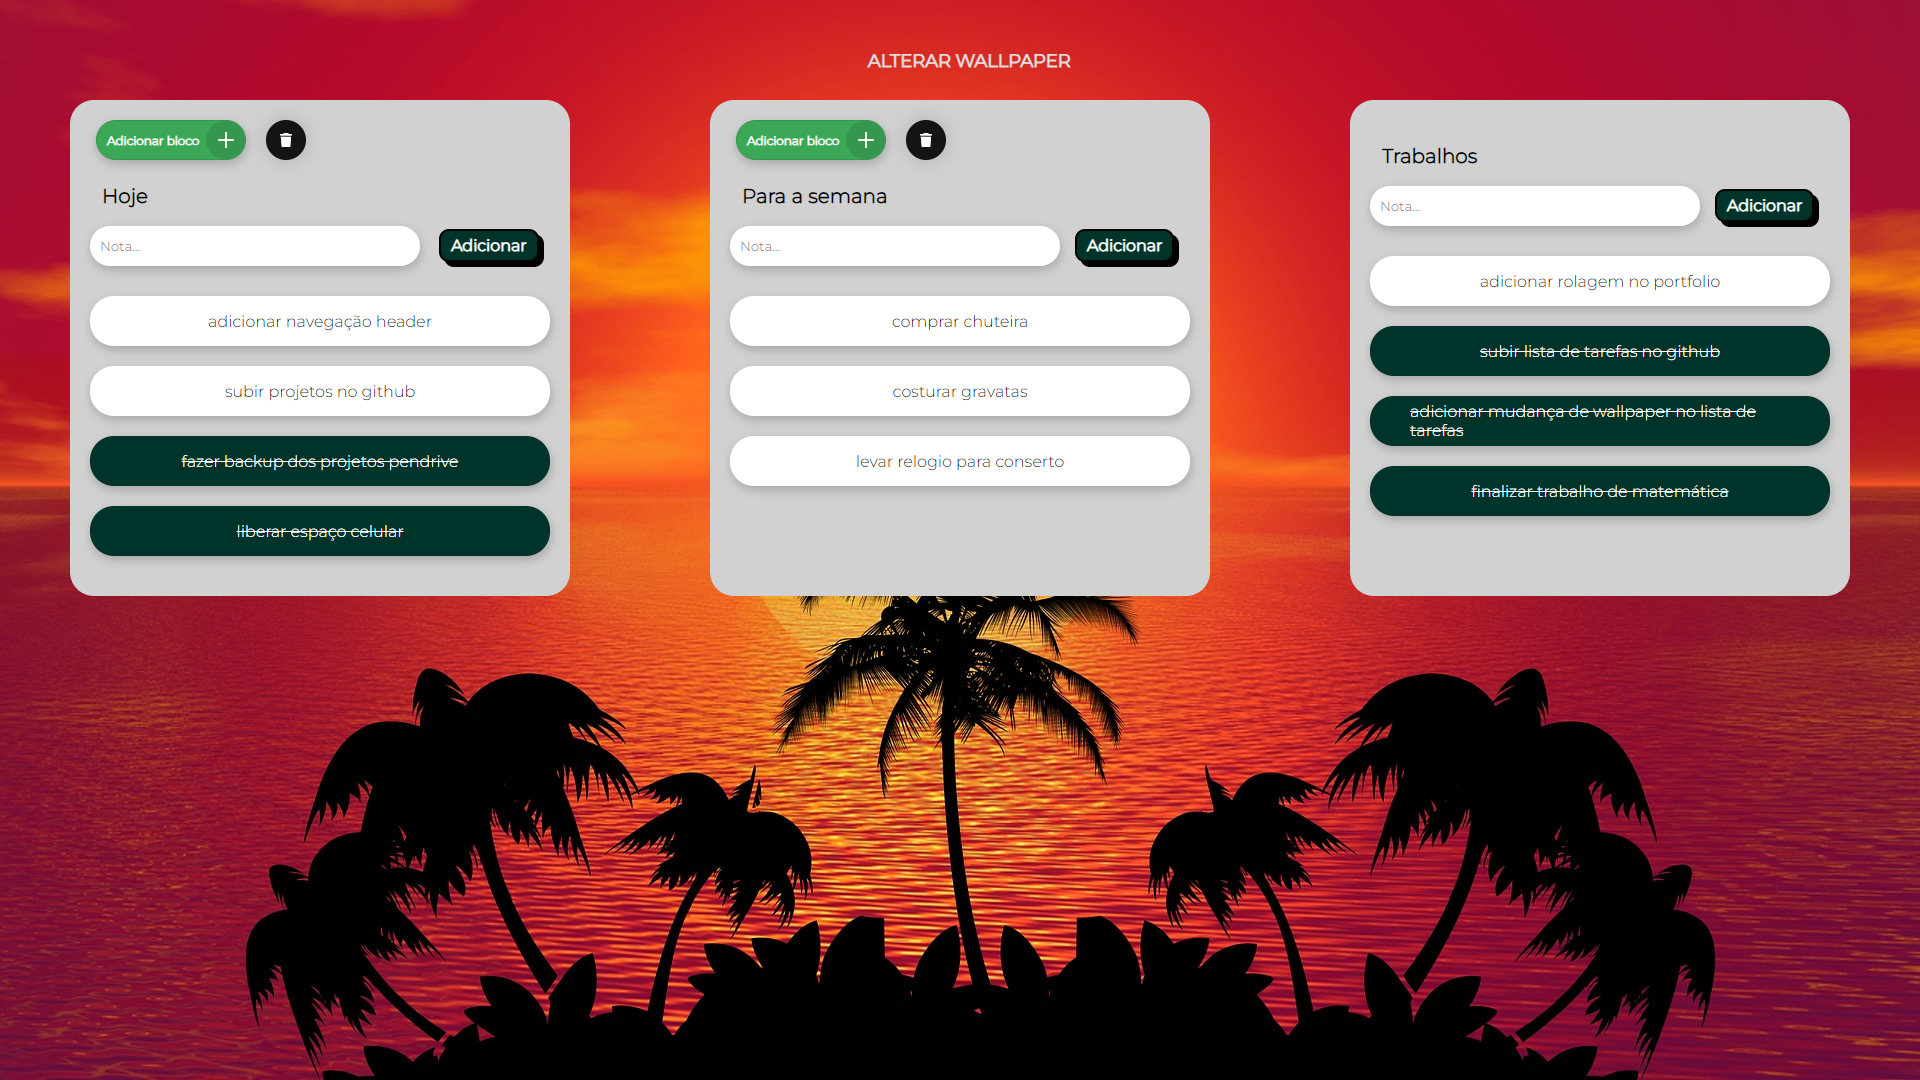 ALTERAR WALLPAPER
Adicionar bloco
Hoje
Nota...
Adicionar
adicionar navegação header
subir projetos no github
fazer backup dos projetos pendrive
liberar espaço celular
Adicionar bloco
Para a semana
Nota...
Adicionar
comprar chuteira
costurar gravatas
levar relogio para conserto
Trabalhos
Nota...
Adicionar
adicionar rolagem no portfolio
subir lista de tarefas no github
adicionar mudança de wallpaper no lista de
tarefas
finalizar trabalho de matemática